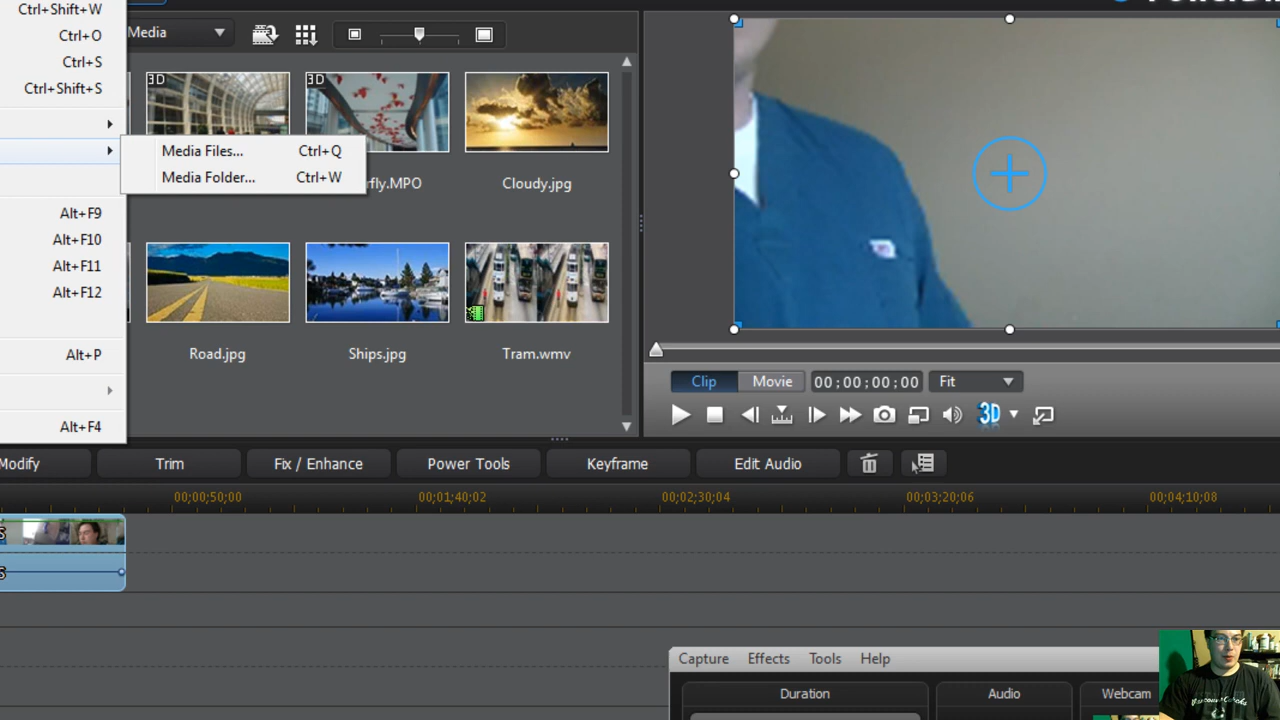 Ctrl+Shift+W
Ctrl+O
Ctrl+S
Ctrl+Shift+S
Media
3D
3D
Media Files... Ctrl+Q
Media Folder... Ctrl+W
fly.MPO
Cloudy.jpg
Alt+F9
Alt+F10
Alt+F11
Alt+F12
Alt+P
Alt+F4
Road.jpg
Ships.jpg
Tram.wmv
Clip
Movie
00;00;00;00
Fit
3D
Modify
Trim
Fix / Enhance
Power Tools
Keyframe
Edit Audio
00;00;50;00
00;01;40;02
00;02;30;04
00;03;20;06
00;04;10;08
Capture Effects Tools Help
Duration
Audio
Webcam